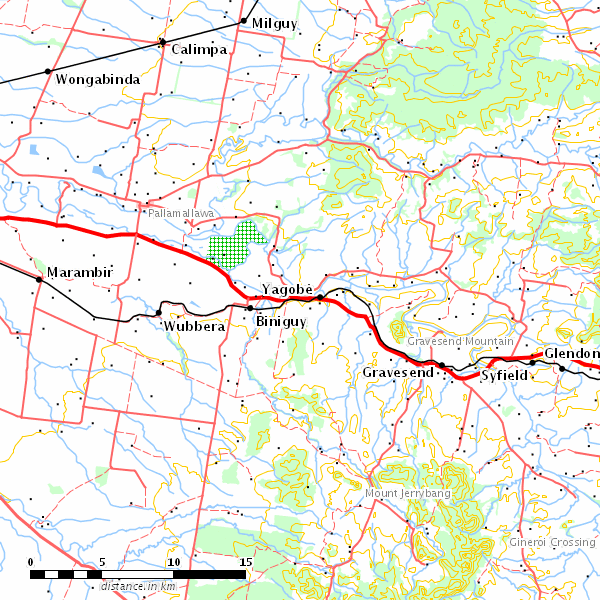 Milguy
Calimpa
Wongabinda
Pallamallawa
Marambir
Yagobe
Wubbera
Biniguy
Gravesend Mountain
Glendon
Gravesend
Syfield
Mount Jerrybang
Gineroi Crossing
0 5 10 15
distance in km